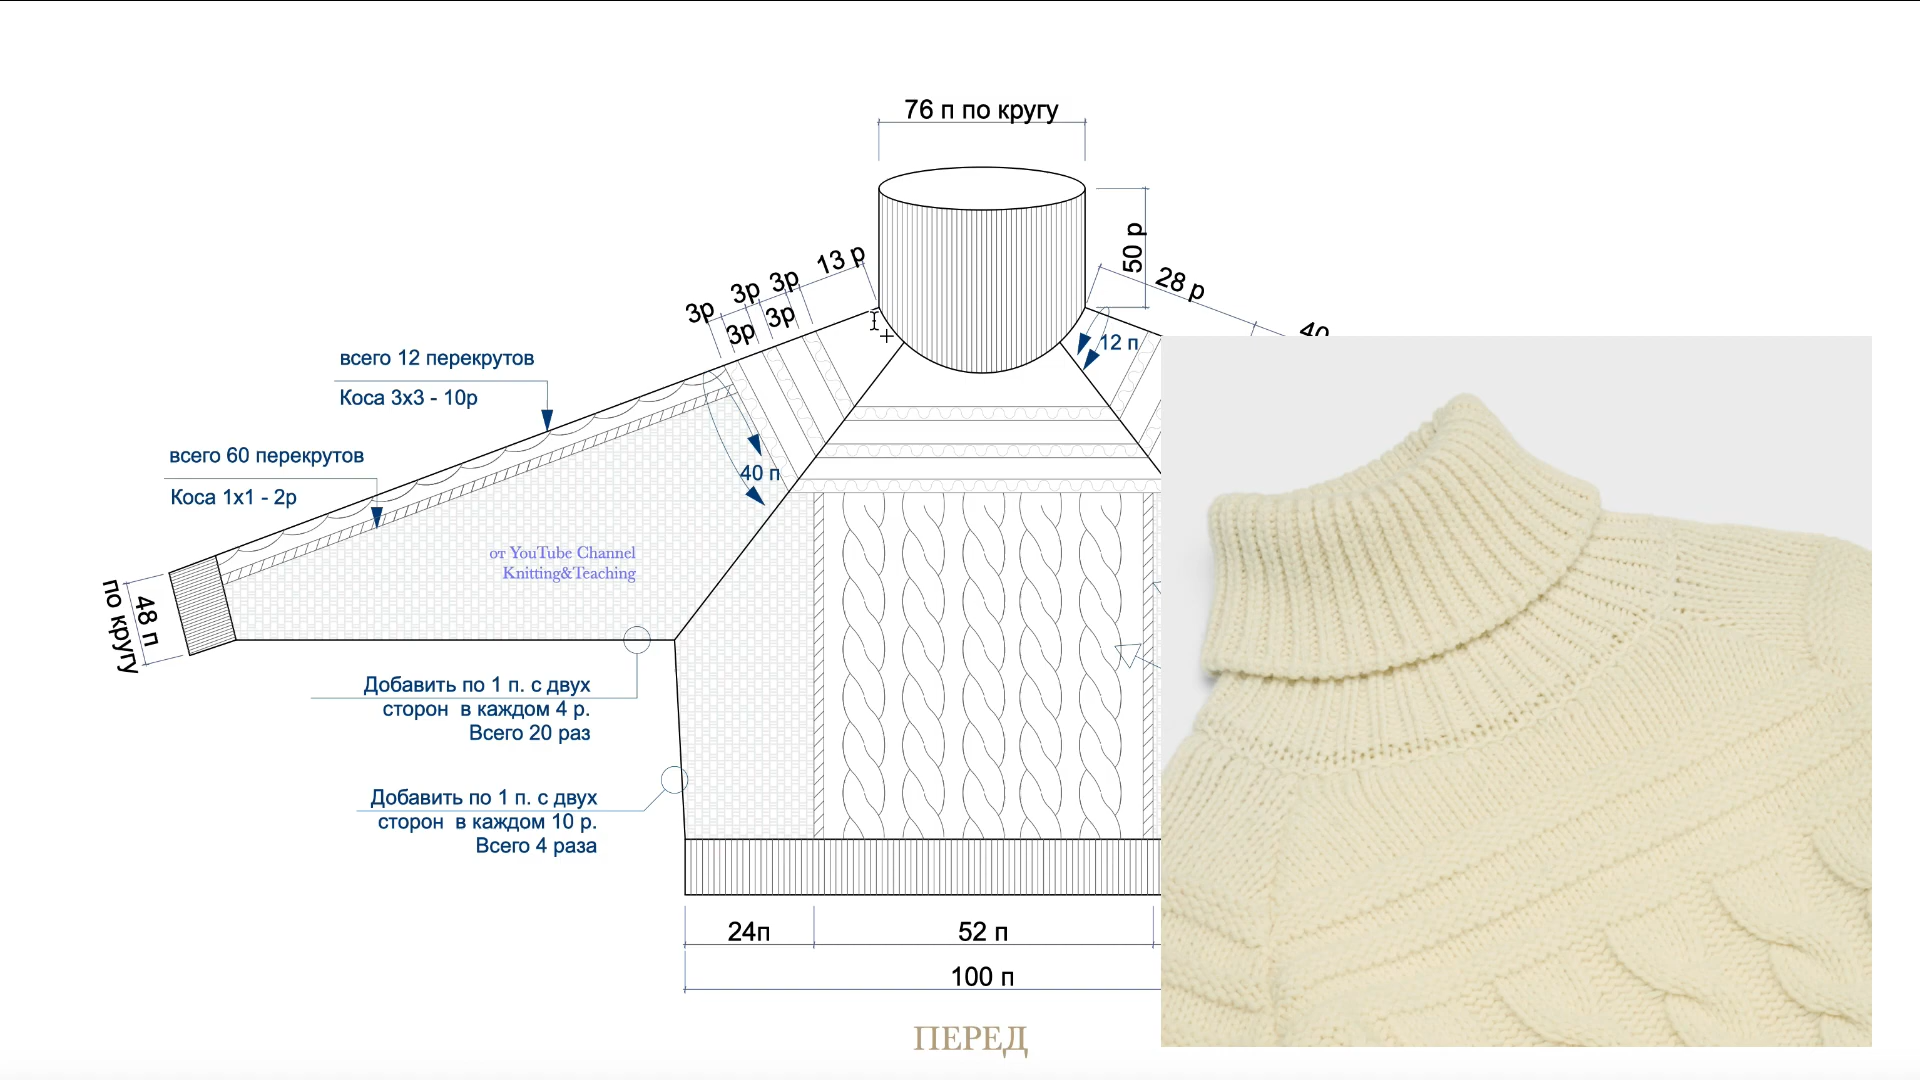 76 п по кругу
50 р
13 р
3р
3р
3р
3р
3р
28 р
12 п
всего 12 перекрутов
Коса 3х3 - 10р
40 п
всего 60 перекрутов
Коса 1х1 - 2р
от YouTube Channel
Knitting&Teaching
48 п
по кругу
Добавить по 1 п. с двух
сторон в каждом 4 р.
Всего 20 раз
Добавить по 1 п. с двух
сторон в каждом 10 р.
Всего 4 раза
24п
52 п
100 п
ПЕРЕД